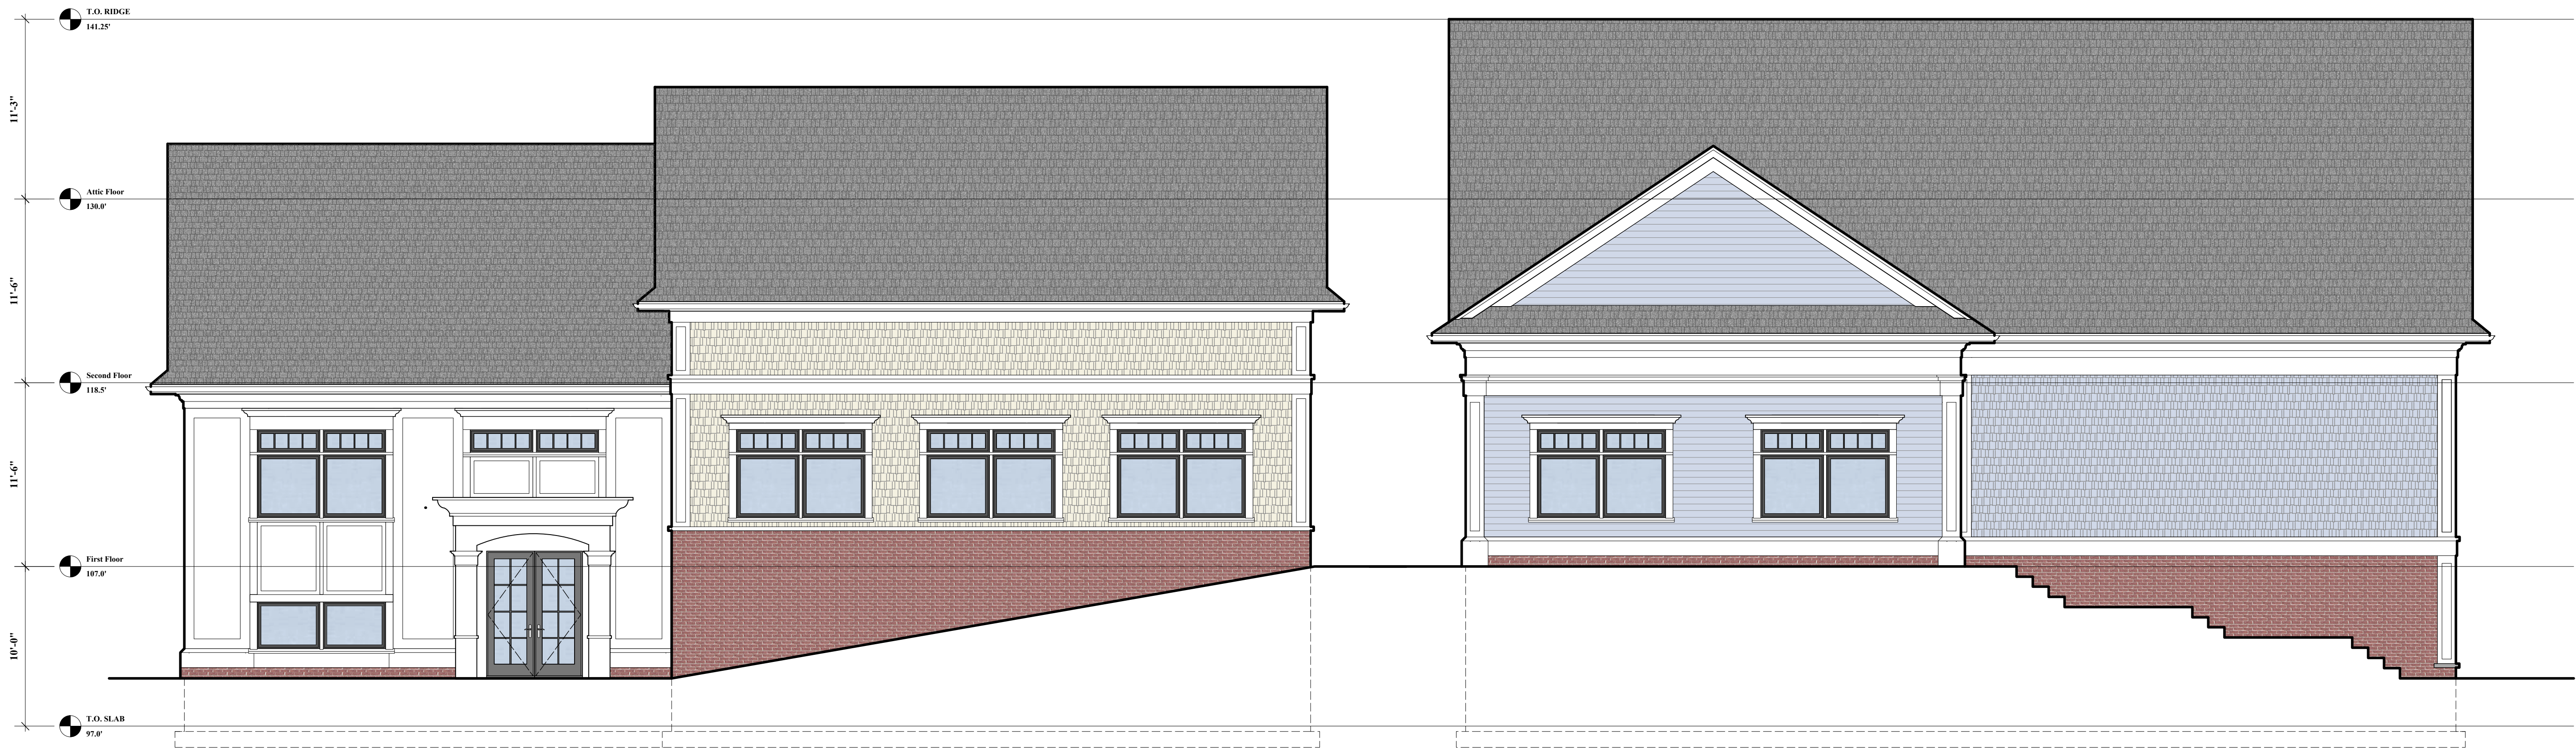 T.O. RIDGE
141.25'
11'-3"
Attic Floor
130.0'
11'-6"
Second Floor
118.5'
11'-6"
First Floor
107.0'
10'-0"
T.O. SLAB
97.0'